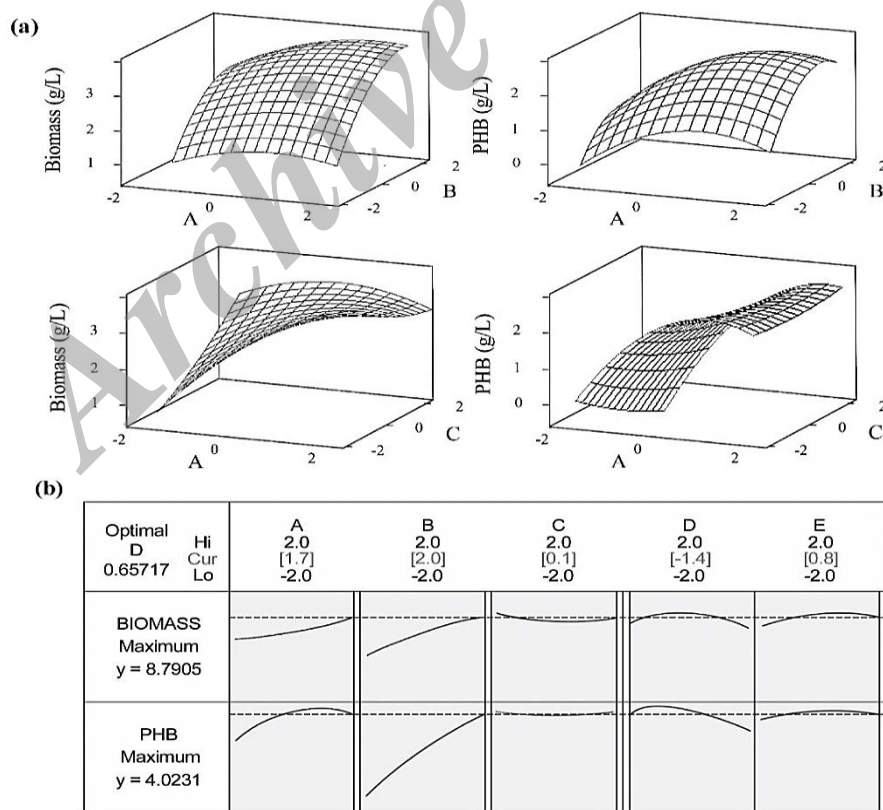 (a)
Biomass (g/L)
3
2
1
-2
0
2
A
-2
0
2
B
PHB (g/L)
2
1
0
-2
0
2
A
-2
0
2
B
Biomass (g/L)
3
2
1
-2
0
2
A
-2
0
2
C
PHB (g/L)
2
1
0
-2
0
2
A
-2
0
2
C
Archive
(b)
Optimal
D
0.65717
Hi
Cur
Lo
A
2.0
[1.7]
-2.0
B
2.0
[2.0]
-2.0
C
2.0
[0.1]
-2.0
D
2.0
[-1.4]
-2.0
E
2.0
[0.8]
-2.0
BIOMASS
Maximum
y = 8.7905
PHB
Maximum
y = 4.0231